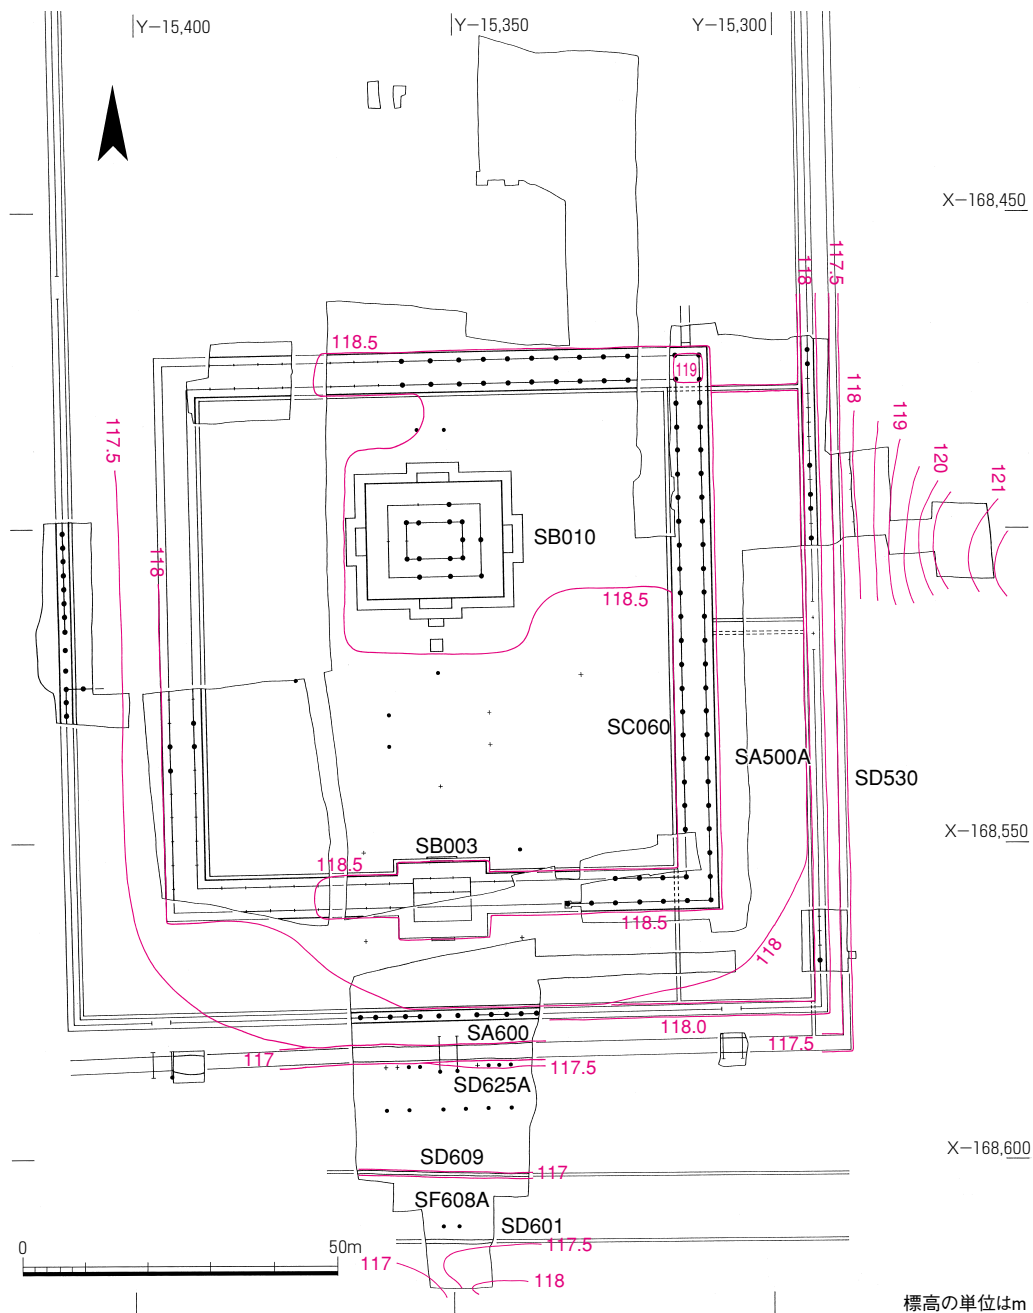 Y−15,400
Y−15,350
Y−15,300
X−168,450
118
117.5
118.5
119
118
119
120
121
117.5
SB010
118
118.5
SC060
SA500A
SD530
SB003
X−168,550
118.5
118.5
118
118.0
SA600
117.5
117
117.5
SD625A
SD609
X−168,600
117
SF608A
SD601
0
50m
117.5
117
118
標高の単位はm